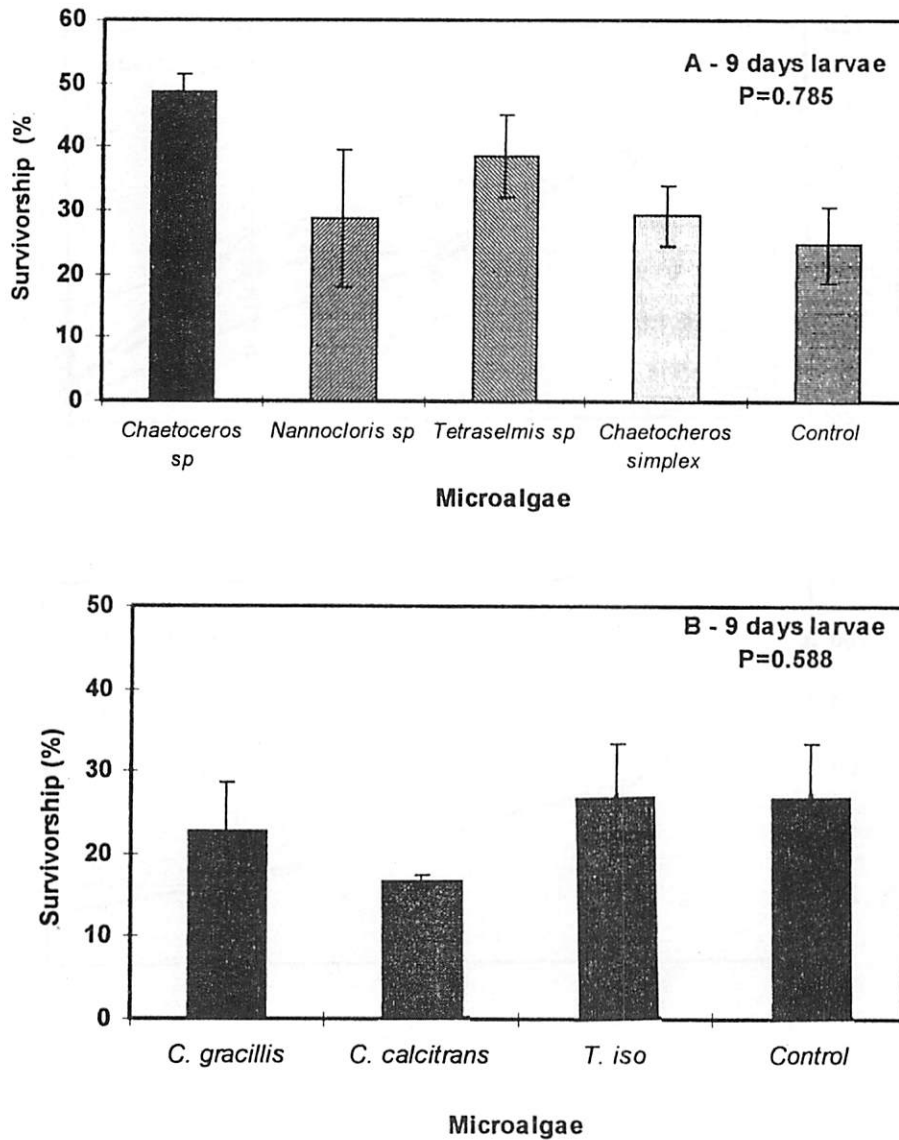 60
50
40
30
20
10
0
Survivorship (%
A - 9 days larvae
P=0.785
Chaetoceros sp
Nannocloris sp
Tetraselmis sp
Chaetocheros simplex
Control
Microalgae
50
40
30
20
10
0
Survivorship (%)
B - 9 days larvae
P=0.588
C. gracillis
C. calcitrans
T. iso
Control
Microalgae